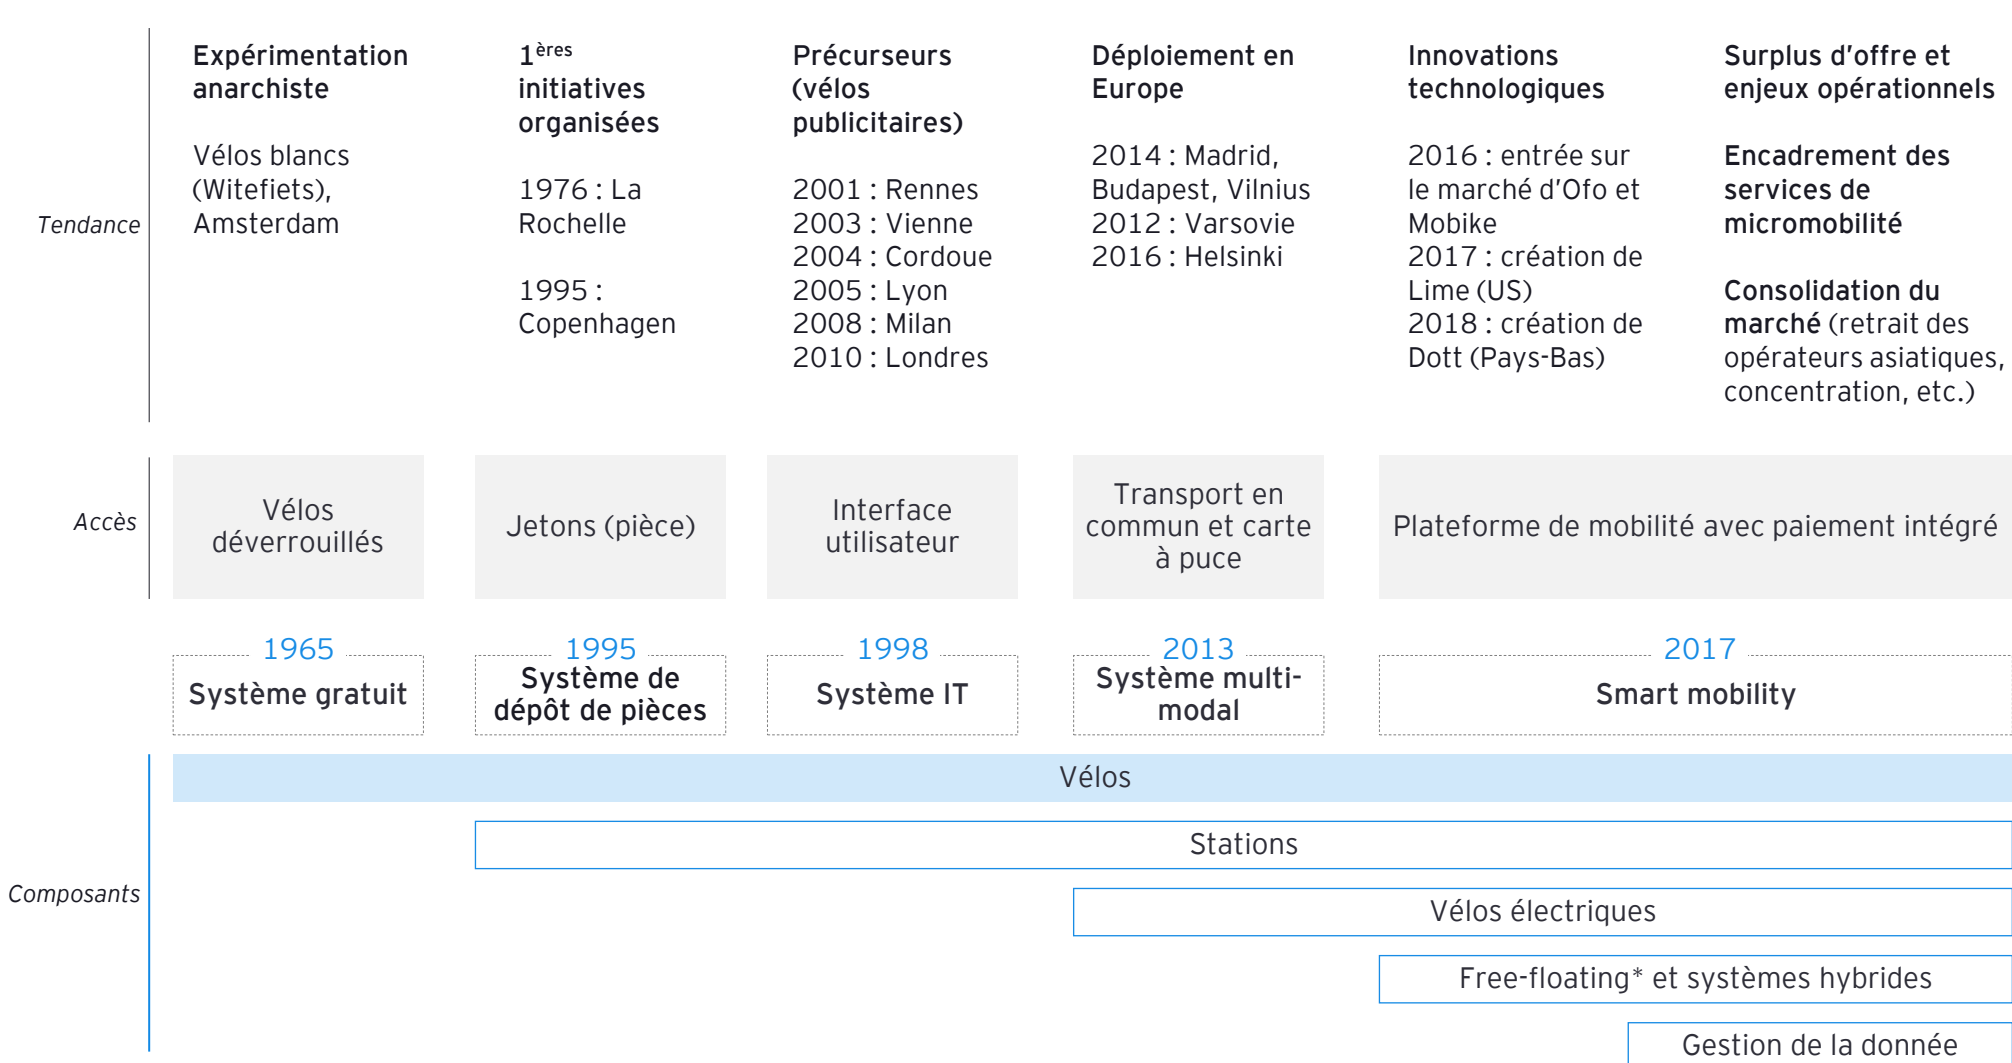 Tendance
Expérimentation
anarchiste
Vélos blancs
(Witefiets),
Amsterdam
1ères
initiatives
organisées
1976 : La
Rochelle
1995 :
Copenhagen
Précurseurs
(vélos
publicitaires)
2001 : Rennes
2003 : Vienne
2004 : Cordoue
2005 : Lyon
2008 : Milan
2010 : Londres
Déploiement en
Europe
2014 : Madrid,
Budapest, Vilnius
2012 : Varsovie
2016 : Helsinki
Innovations
technologiques
2016 : entrée sur
le marché d’Ofo et
Mobike
2017 : création de
Lime (US)
2018 : création de
Dott (Pays-Bas)
Surplus d’offre et
enjeux opérationnels
Encadrement des
services de
micromobilité
Consolidation du
marché (retrait des
opérateurs asiatiques,
concentration, etc.)
Accès
Vélos
déverrouillés
Jetons (pièce)
Interface
utilisateur
Transport en
commun et carte
à puce
Plateforme de mobilité avec paiement intégré
1965
Système gratuit
1995
Système de
dépôt de pièces
1998
Système IT
2013
Système multi-
modal
2017
Smart mobility
Composants
Vélos
Stations
Vélos électriques
Free-floating* et systèmes hybrides
Gestion de la donnée